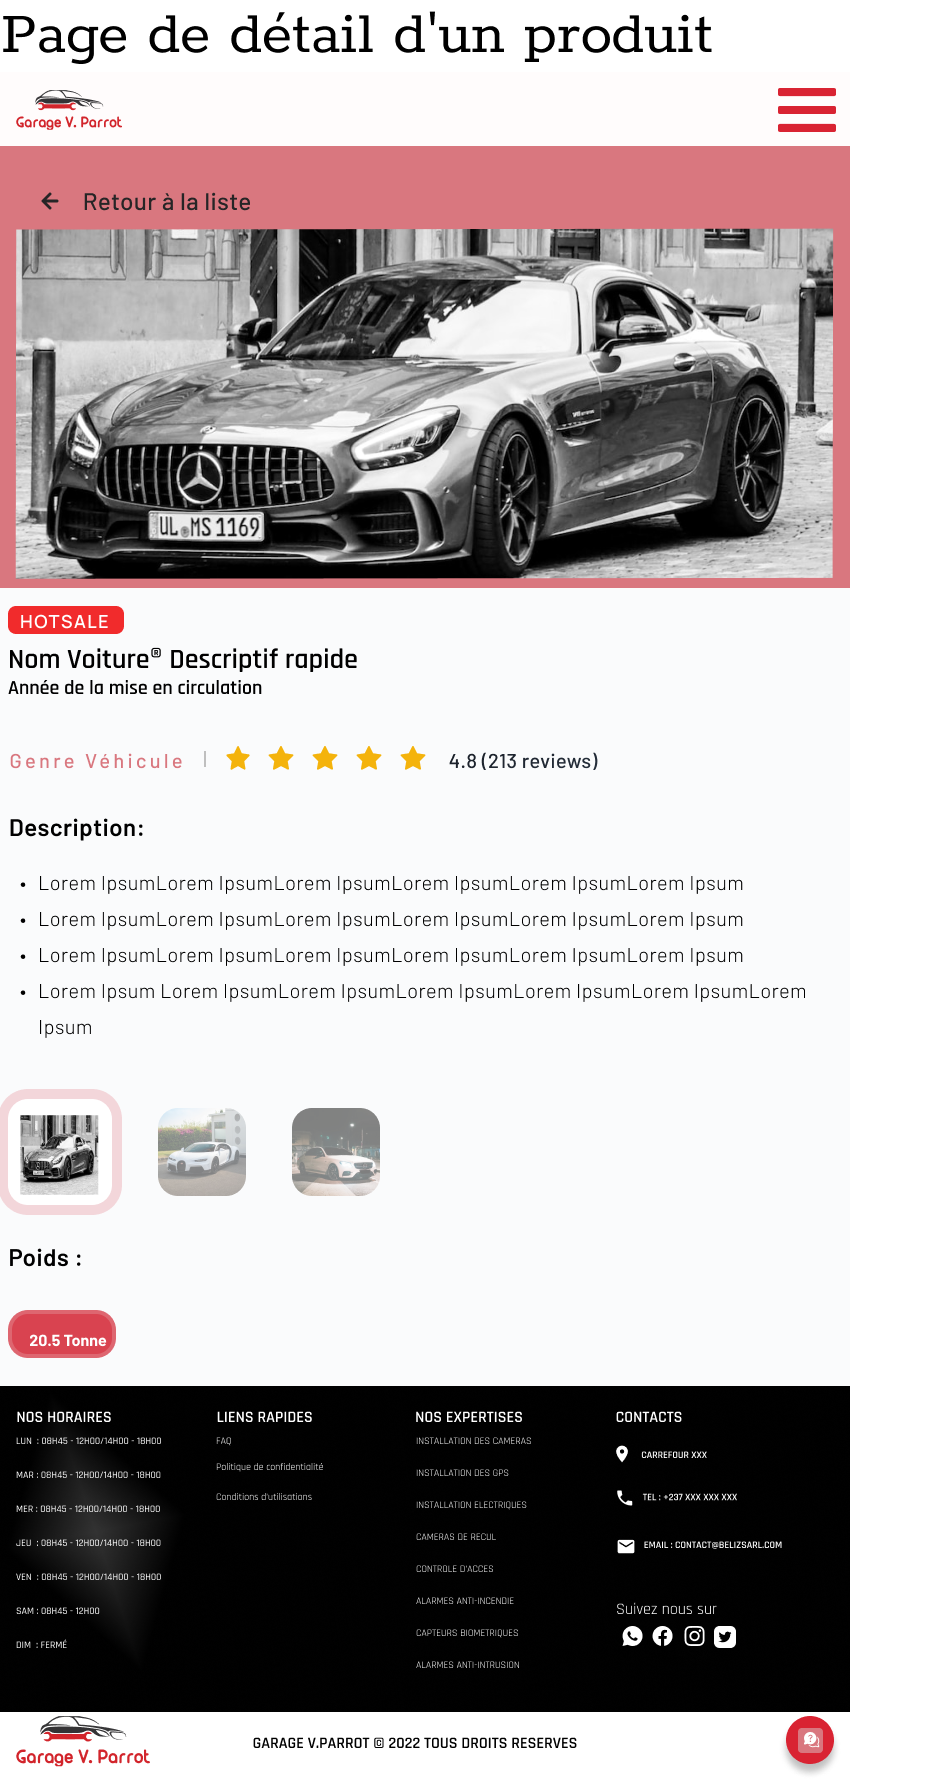 Page de détail d'un produit
Garage V. Parrot
Retour à la liste
UL MS 1169
HOTSALE
Nom Voiture® Descriptif rapide
Année de la mise en circulation
Genre Véhicule | 4.8 (213 reviews)
Description:
• Lorem IpsumLorem IpsumLorem IpsumLorem IpsumLorem IpsumLorem Ipsum
• Lorem IpsumLorem IpsumLorem IpsumLorem IpsumLorem IpsumLorem Ipsum
• Lorem IpsumLorem IpsumLorem IpsumLorem IpsumLorem IpsumLorem Ipsum
• Lorem Ipsum Lorem IpsumLorem IpsumLorem IpsumLorem IpsumLorem IpsumLorem
Ipsum
Poids :
20.5 Tonne
NOS HORAIRES
LUN : 08H45 - 12H00/14H00 - 18H00
MAR : 08H45 - 12H00/14H00 - 18H00
MER : 08H45 - 12H00/14H00 - 18H00
JEU : 08H45 - 12H00/14H00 - 18H00
VEN : 08H45 - 12H00/14H00 - 18H00
SAM : 08H45 - 12H00
DIM : FERMÉ
LIENS RAPIDES
FAQ
Politique de confidentialité
Conditions d'utilisations
NOS EXPERTISES
INSTALLATION DES CAMERAS
INSTALLATION DES GPS
INSTALLATION ELECTRIQUES
CAMERAS DE RECUL
CONTROLE D'ACCES
ALARMES ANTI-INCENDIE
CAPTEURS BIOMETRIQUES
ALARMES ANTI-INTRUSION
CONTACTS
CARREFOUR XXX
TEL : +237 XXX XXX XXX
EMAIL : CONTACT@BELIZSARL.COM
Suivez nous sur
Garage V. Parrot
GARAGE V.PARROT © 2022 TOUS DROITS RESERVES